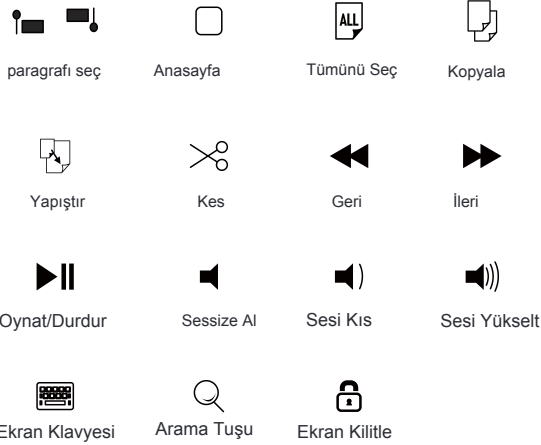 ALL
paragrafı seç Anasayfa Tümünü Seç Kopyala
Yapıştır Kes Geri İleri
Oynat/Durdur Sessize Al Sesi Kıs Sesi Yükselt
Ekran Klavyesi Arama Tuşu Ekran Kilitle